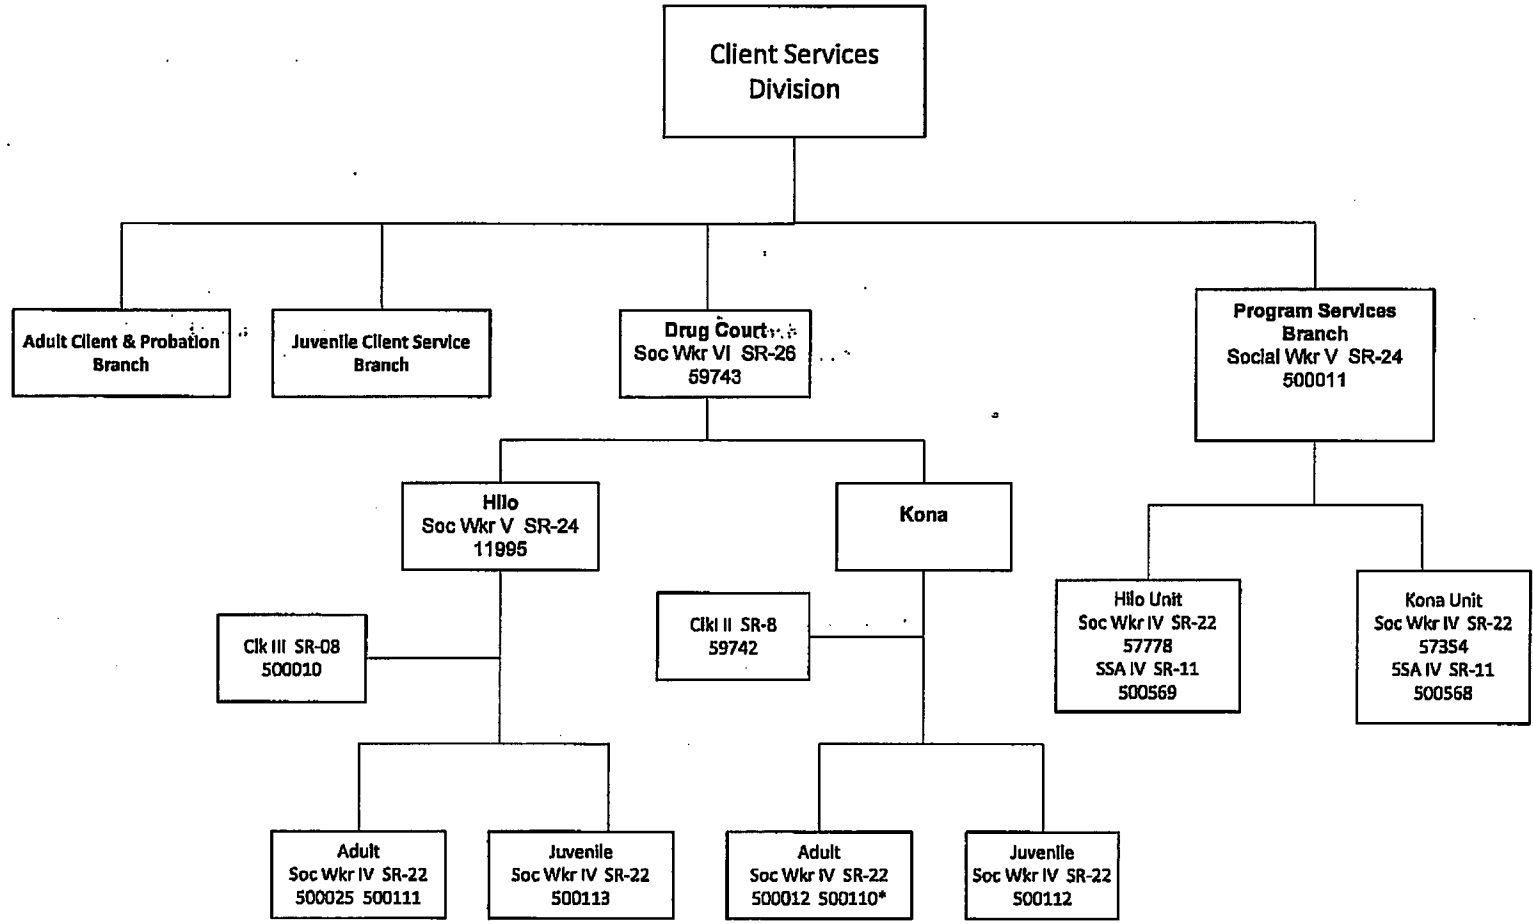 Client Services
Division
Adult Client & Probation
Branch
Juvenile Client Service
Branch
Drug Court
Soc Wkr VI SR-26
59743
Program Services
Branch
Social Wkr V SR-24
500011
Hilo
Soc Wkr V SR-24
11995
Kona
Clk III SR-08
500010
Clkl II SR-8
59742
Hilo Unit
Soc Wkr IV SR-22
57778
SSA IV SR-11
500569
Kona Unit
Soc Wkr IV SR-22
57354
SSA IV SR-11
500568
Adult
Soc Wkr IV SR-22
500025 500111
Juvenile
Soc Wkr IV SR-22
500113
Adult
Soc Wkr IV SR-22
500012 500110*
Juvenile
Soc Wkr IV SR-22
500112